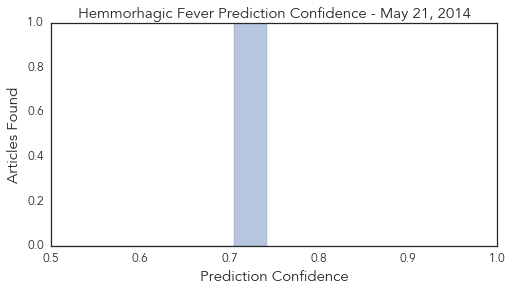 Hemmorhagic Fever Prediction Confidence - May 21, 2014
1.0
0.8
0.6
0.4
0.2
0.0
Articles Found
0.5 0.6 0.7 0.8 0.9 1.0
Prediction Confidence